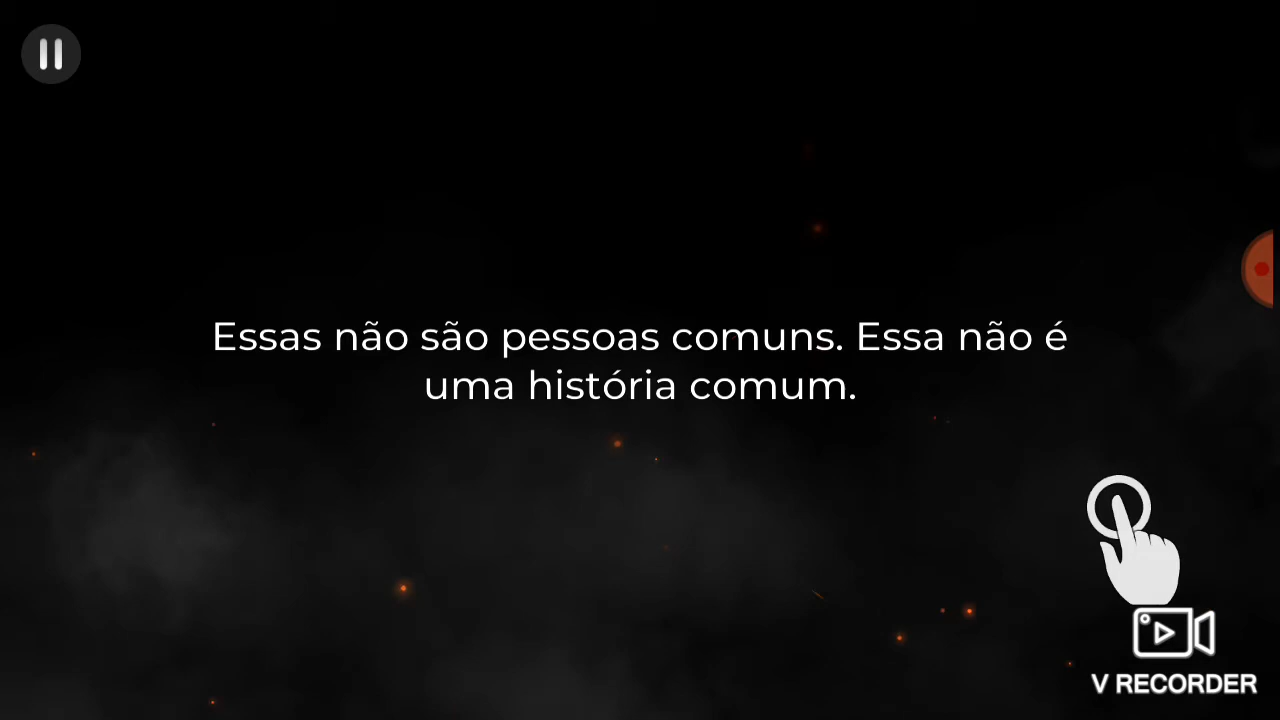 Essas não são pessoas comuns. Essa não é
uma história comum.
V RECORDER